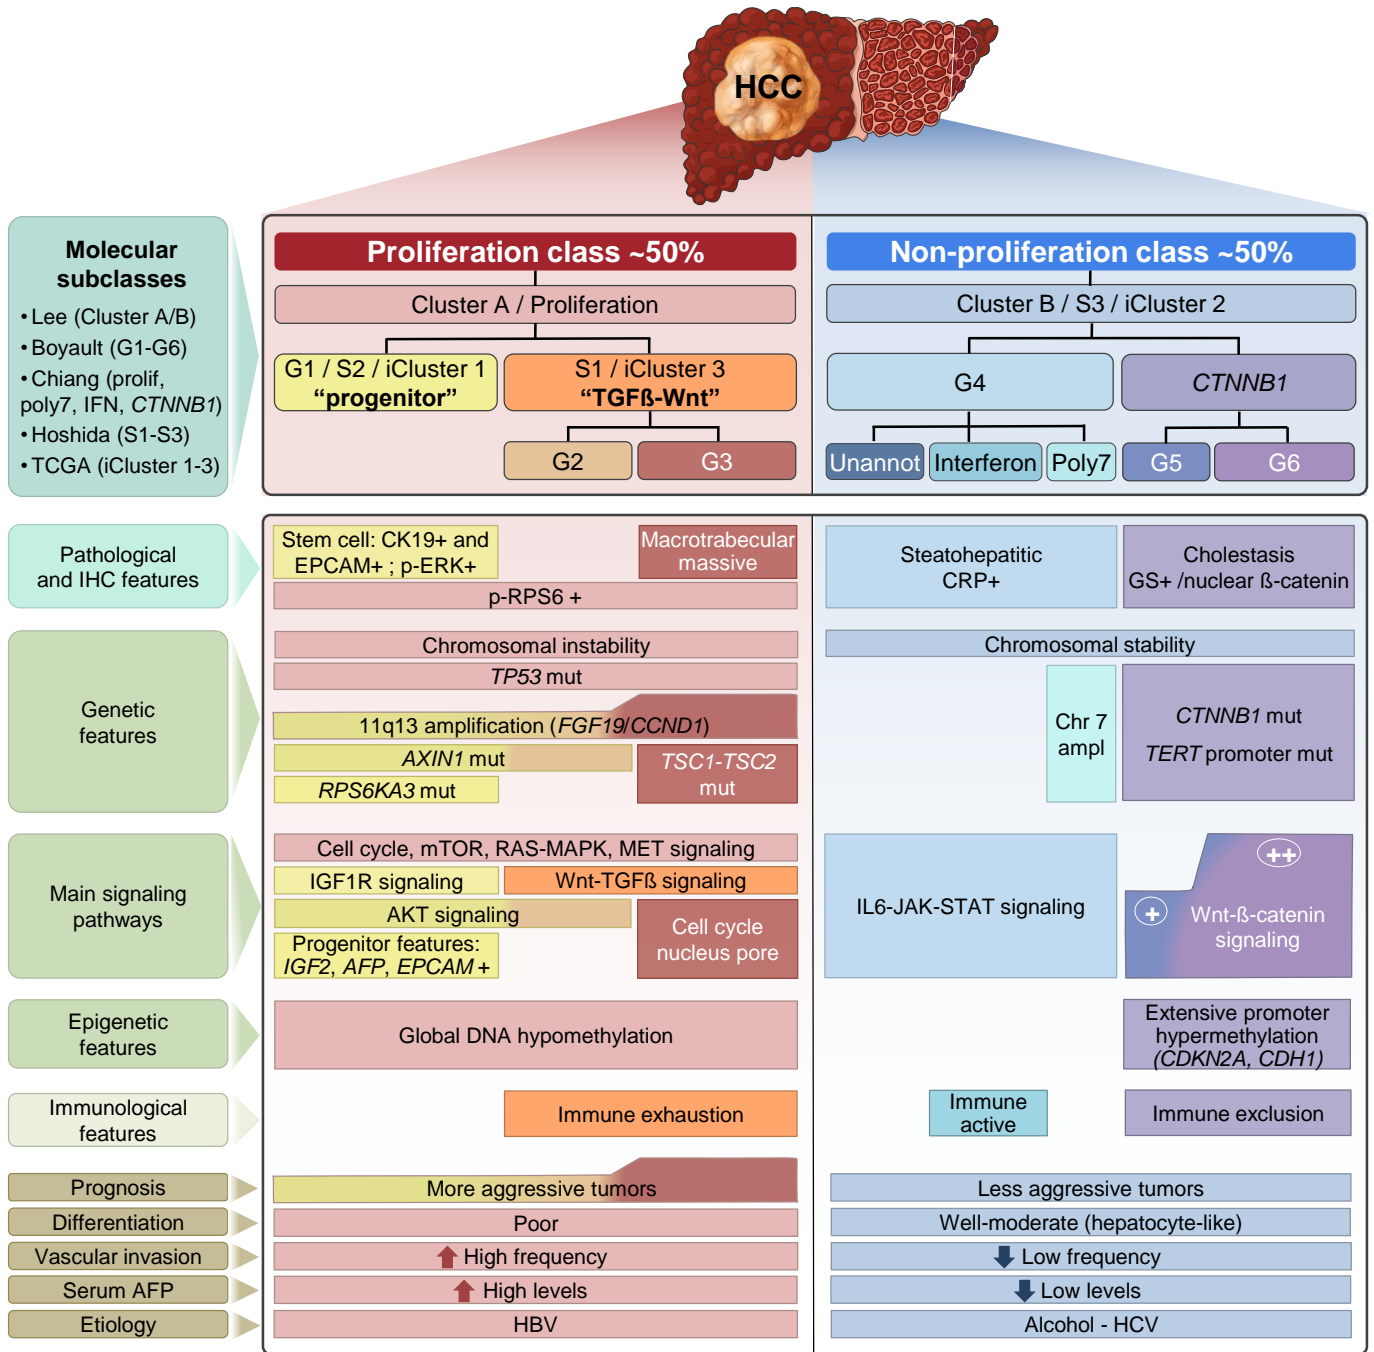 HCC
Molecular
subclasses
• Lee (Cluster A/B)
• Boyault (G1-G6)
• Chiang (prolif,
poly7, IFN, CTNNB1)
• Hoshida (S1-S3)
• TCGA (iCluster 1-3)
Proliferation class ~50%
Cluster A / Proliferation
G1 / S2 / iCluster 1
“progenitor”
S1 / iCluster 3
“TGFß-Wnt”
G2
G3
Non-proliferation class ~50%
Cluster B / S3 / iCluster 2
G4
CTNNB1
Unannot
Interferon
Poly7
G5
G6
Pathological
and IHC features
Stem cell: CK19+ and
EPCAM+ ; p-ERK+
Macrotrabecular
massive
p-RPS6 +
Steatohepatitic
CRP+
Cholestasis
GS+ /nuclear ß-catenin
Genetic
features
Chromosomal instability
TP53 mut
11q13 amplification (FGF19/CCND1)
AXIN1 mut
RPS6KA3 mut
TSC1-TSC2
mut
Chromosomal stability
Chr 7
ampl
CTNNB1 mut
TERT promoter mut
Main signaling
pathways
Cell cycle, mTOR, RAS-MAPK, MET signaling
IGF1R signaling
Wnt-TGFß signaling
AKT signaling
Progenitor features:
IGF2, AFP, EPCAM +
Cell cycle
nucleus pore
IL6-JAK-STAT signaling
++
+
Wnt-ß-catenin
signaling
Epigenetic
features
Global DNA hypomethylation
Extensive promoter
hypermethylation
(CDKN2A, CDH1)
Immunological
features
Immune exhaustion
Immune
active
Immune exclusion
Prognosis
More aggressive tumors
Less aggressive tumors
Differentiation
Poor
Well-moderate (hepatocyte-like)
Vascular invasion
High frequency
Low frequency
Serum AFP
High levels
Low levels
Etiology
HBV
Alcohol - HCV